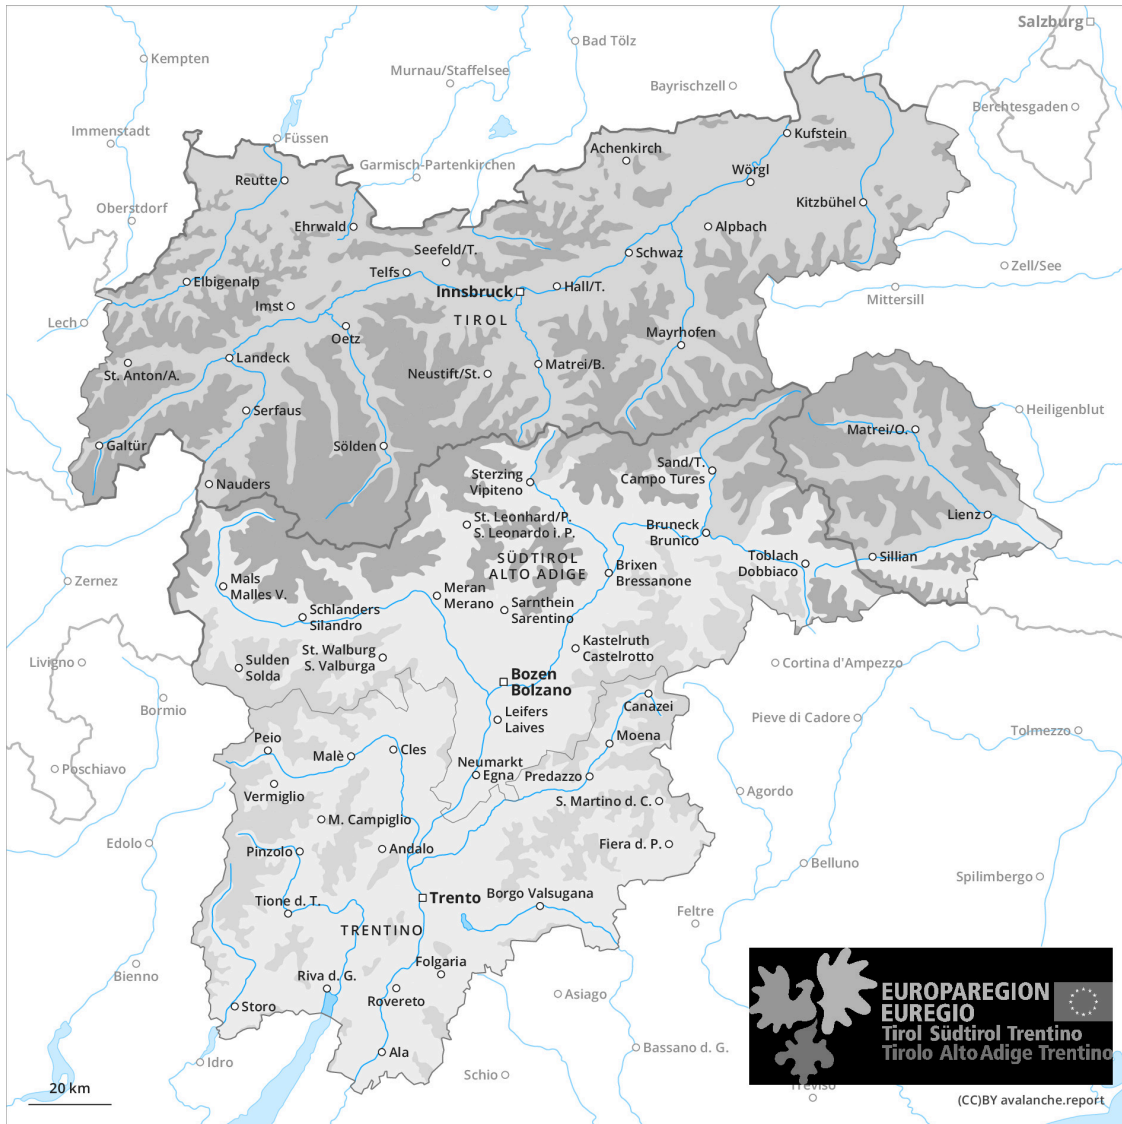 Salzburg
Bad Tölz
Kempten
Murnau/Staffelsee
Bayrischzell
Berchtesgaden
Immenstadt
Füssen
Kufstein
Achenkirch
Garmisch-Partenkirchen
Wörgl
Reutte
Oberstdorf
Kitzbühel
Ehrwald
Alpbach
Seefeld/T.
Schwaz
Telfs
Zell/See
Elbigenalp
Hall/T.
Innsbruck
Mittersill
Imst
TIROL
Lech
Oetz
Mayrhofen
Landeck
Matrei/B.
St. Anton/A.
Neustift/St.
Serfaus
Heiligenblut
Matrei/O.
Galtür
Sölden
Sand/T.
Campo Tures
Sterzing
Vipiteno
Nauders
Lienz
St. Leonhard/P.
S. Leonardo i. P.
Bruneck
Brunico
SÜDTIROL
ALTO ADIGE
Toblach
Dobbiaco
Sillian
Brixen
Bressanone
Zernez
Mals
Malles V.
Meran
Merano
Sarnthein
Sarentino
Schlanders
Silandro
Kastelruth
Castelrotto
St. Walburg
S. Valburga
Livigno
Sulden
Solda
Cortina d'Ampezzo
Bozen
Bolzano
Bormio
Canazei
Leifers
Laives
Pieve di Cadore
Tolmezzo
Peio
Moena
Malè
Cles
Neumarkt
Egna
Predazzo
Poschiavo
Vermiglio
Agordo
S. Martino d. C.
M. Campiglio
Edolo
Pinzolo
Andalo
Fiera d. P.
Belluno
Spilimbergo
Trento
Borgo Valsugana
Tione d. T.
Feltre
TRENTINO
Folgaria
Bienno
Riva d. G.
Rovereto
Asiago
Storo
EUROPAREGION
EUREGIO
Tirol Südtirol Trentino
Tirolo Alto Adige Trentino
Bassano d. G.
Ala
Idro
Schio
Treviso
20 km
(CC)BY avalanche.report